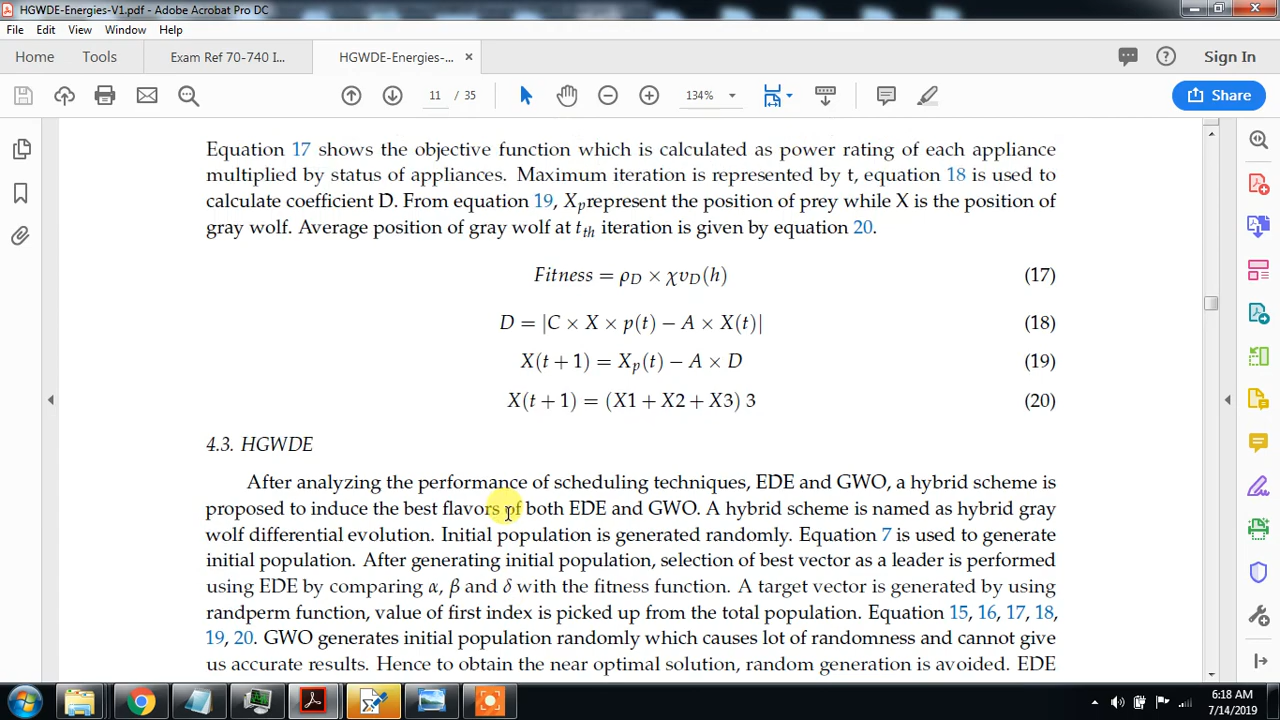 HGWDE-Energies-V1.pdf - Adobe Acrobat Pro DC
File Edit View Window Help
Home Tools Exam Ref 70-740 I... HGWDE-Energies-... × Sign In
11 / 35 134% Share
Equation 17 shows the objective function which is calculated as power rating of each appliance
multiplied by status of appliances. Maximum iteration is represented by t, equation 18 is used to
calculate coefficient D. From equation 19, X_p represent the position of prey while X is the position of
gray wolf. Average position of gray wolf at t_{th} iteration is given by equation 20.
Fitness = ρ_D × χυ_D(h) (17)
D = |C × X × p(t) − A × X(t)| (18)
X(t + 1) = X_p(t) − A × D (19)
X(t + 1) = (X1 + X2 + X3) 3 (20)
4.3. HGWDE
After analyzing the performance of scheduling techniques, EDE and GWO, a hybrid scheme is
proposed to induce the best flavors of both EDE and GWO. A hybrid scheme is named as hybrid gray
wolf differential evolution. Initial population is generated randomly. Equation 7 is used to generate
initial population. After generating initial population, selection of best vector as a leader is performed
using EDE by comparing α, β and δ with the fitness function. A target vector is generated by using
randperm function, value of first index is picked up from the total population. Equation 15, 16, 17, 18,
19, 20. GWO generates initial population randomly which causes lot of randomness and cannot give
us accurate results. Hence to obtain the near optimal solution, random generation is avoided. EDE
6:18 AM
7/14/2019